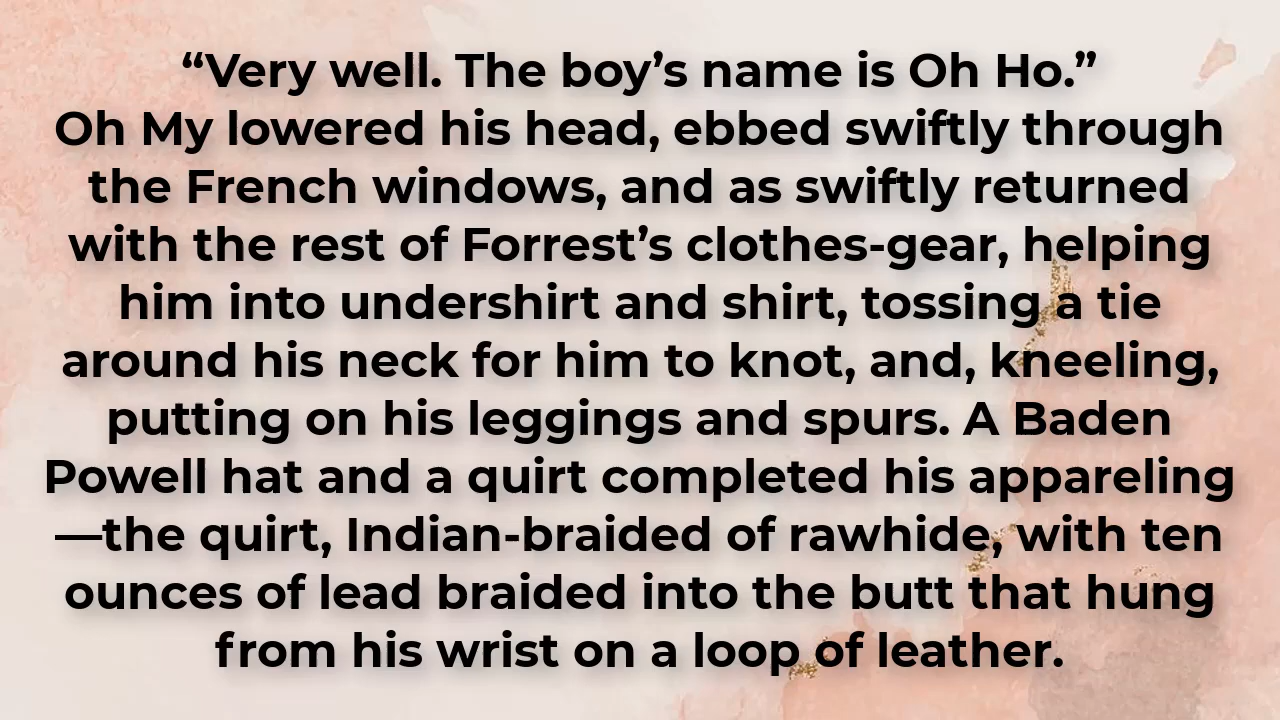 “Very well. The boy’s name is Oh Ho.”
Oh My lowered his head, ebbed swiftly through
the French windows, and as swiftly returned
with the rest of Forrest’s clothes-gear, helping
him into undershirt and shirt, tossing a tie
around his neck for him to knot, and, kneeling,
putting on his leggings and spurs. A Baden
Powell hat and a quirt completed his appareling
—the quirt, Indian-braided of rawhide, with ten
ounces of lead braided into the butt that hung
from his wrist on a loop of leather.